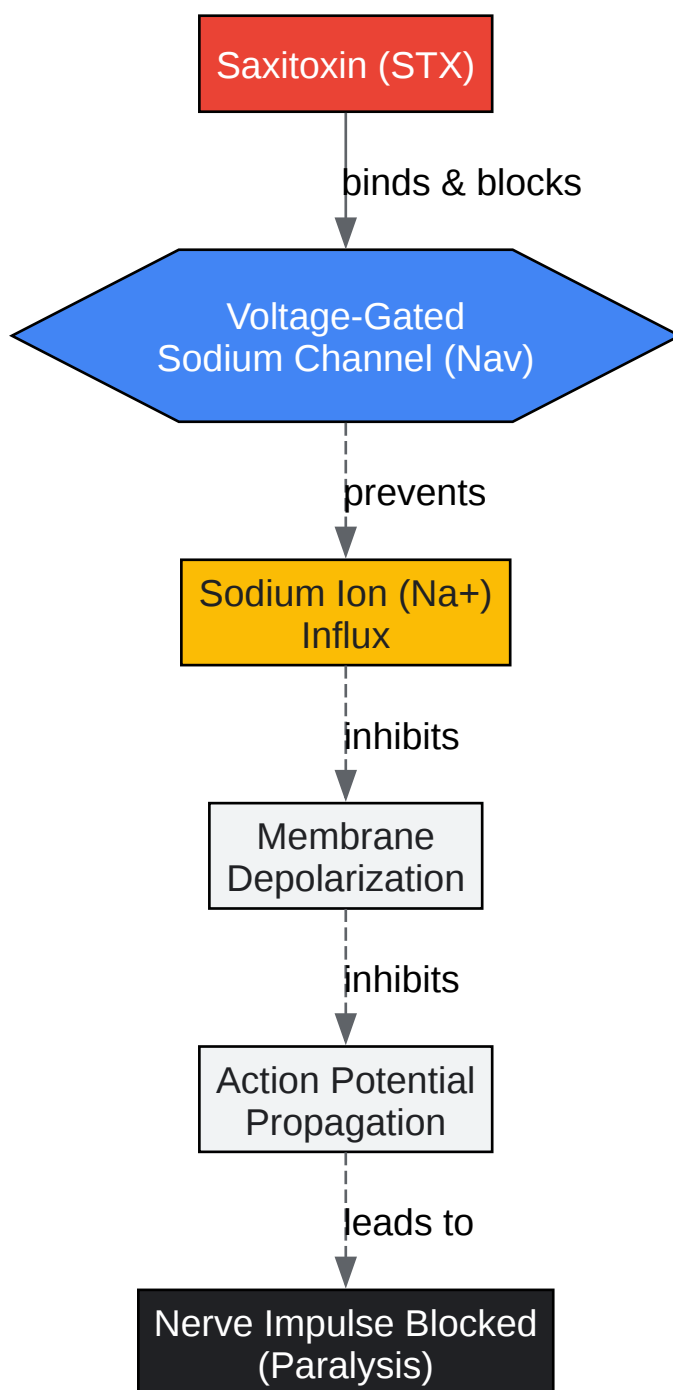 Saxitoxin (STX)
binds & blocks
Voltage-Gated
Sodium Channel (Nav)
prevents
Sodium Ion (Na+)
Influx
inhibits
Membrane
Depolarization
inhibits
Action Potential
Propagation
leads to
Nerve Impulse Blocked
(Paralysis)